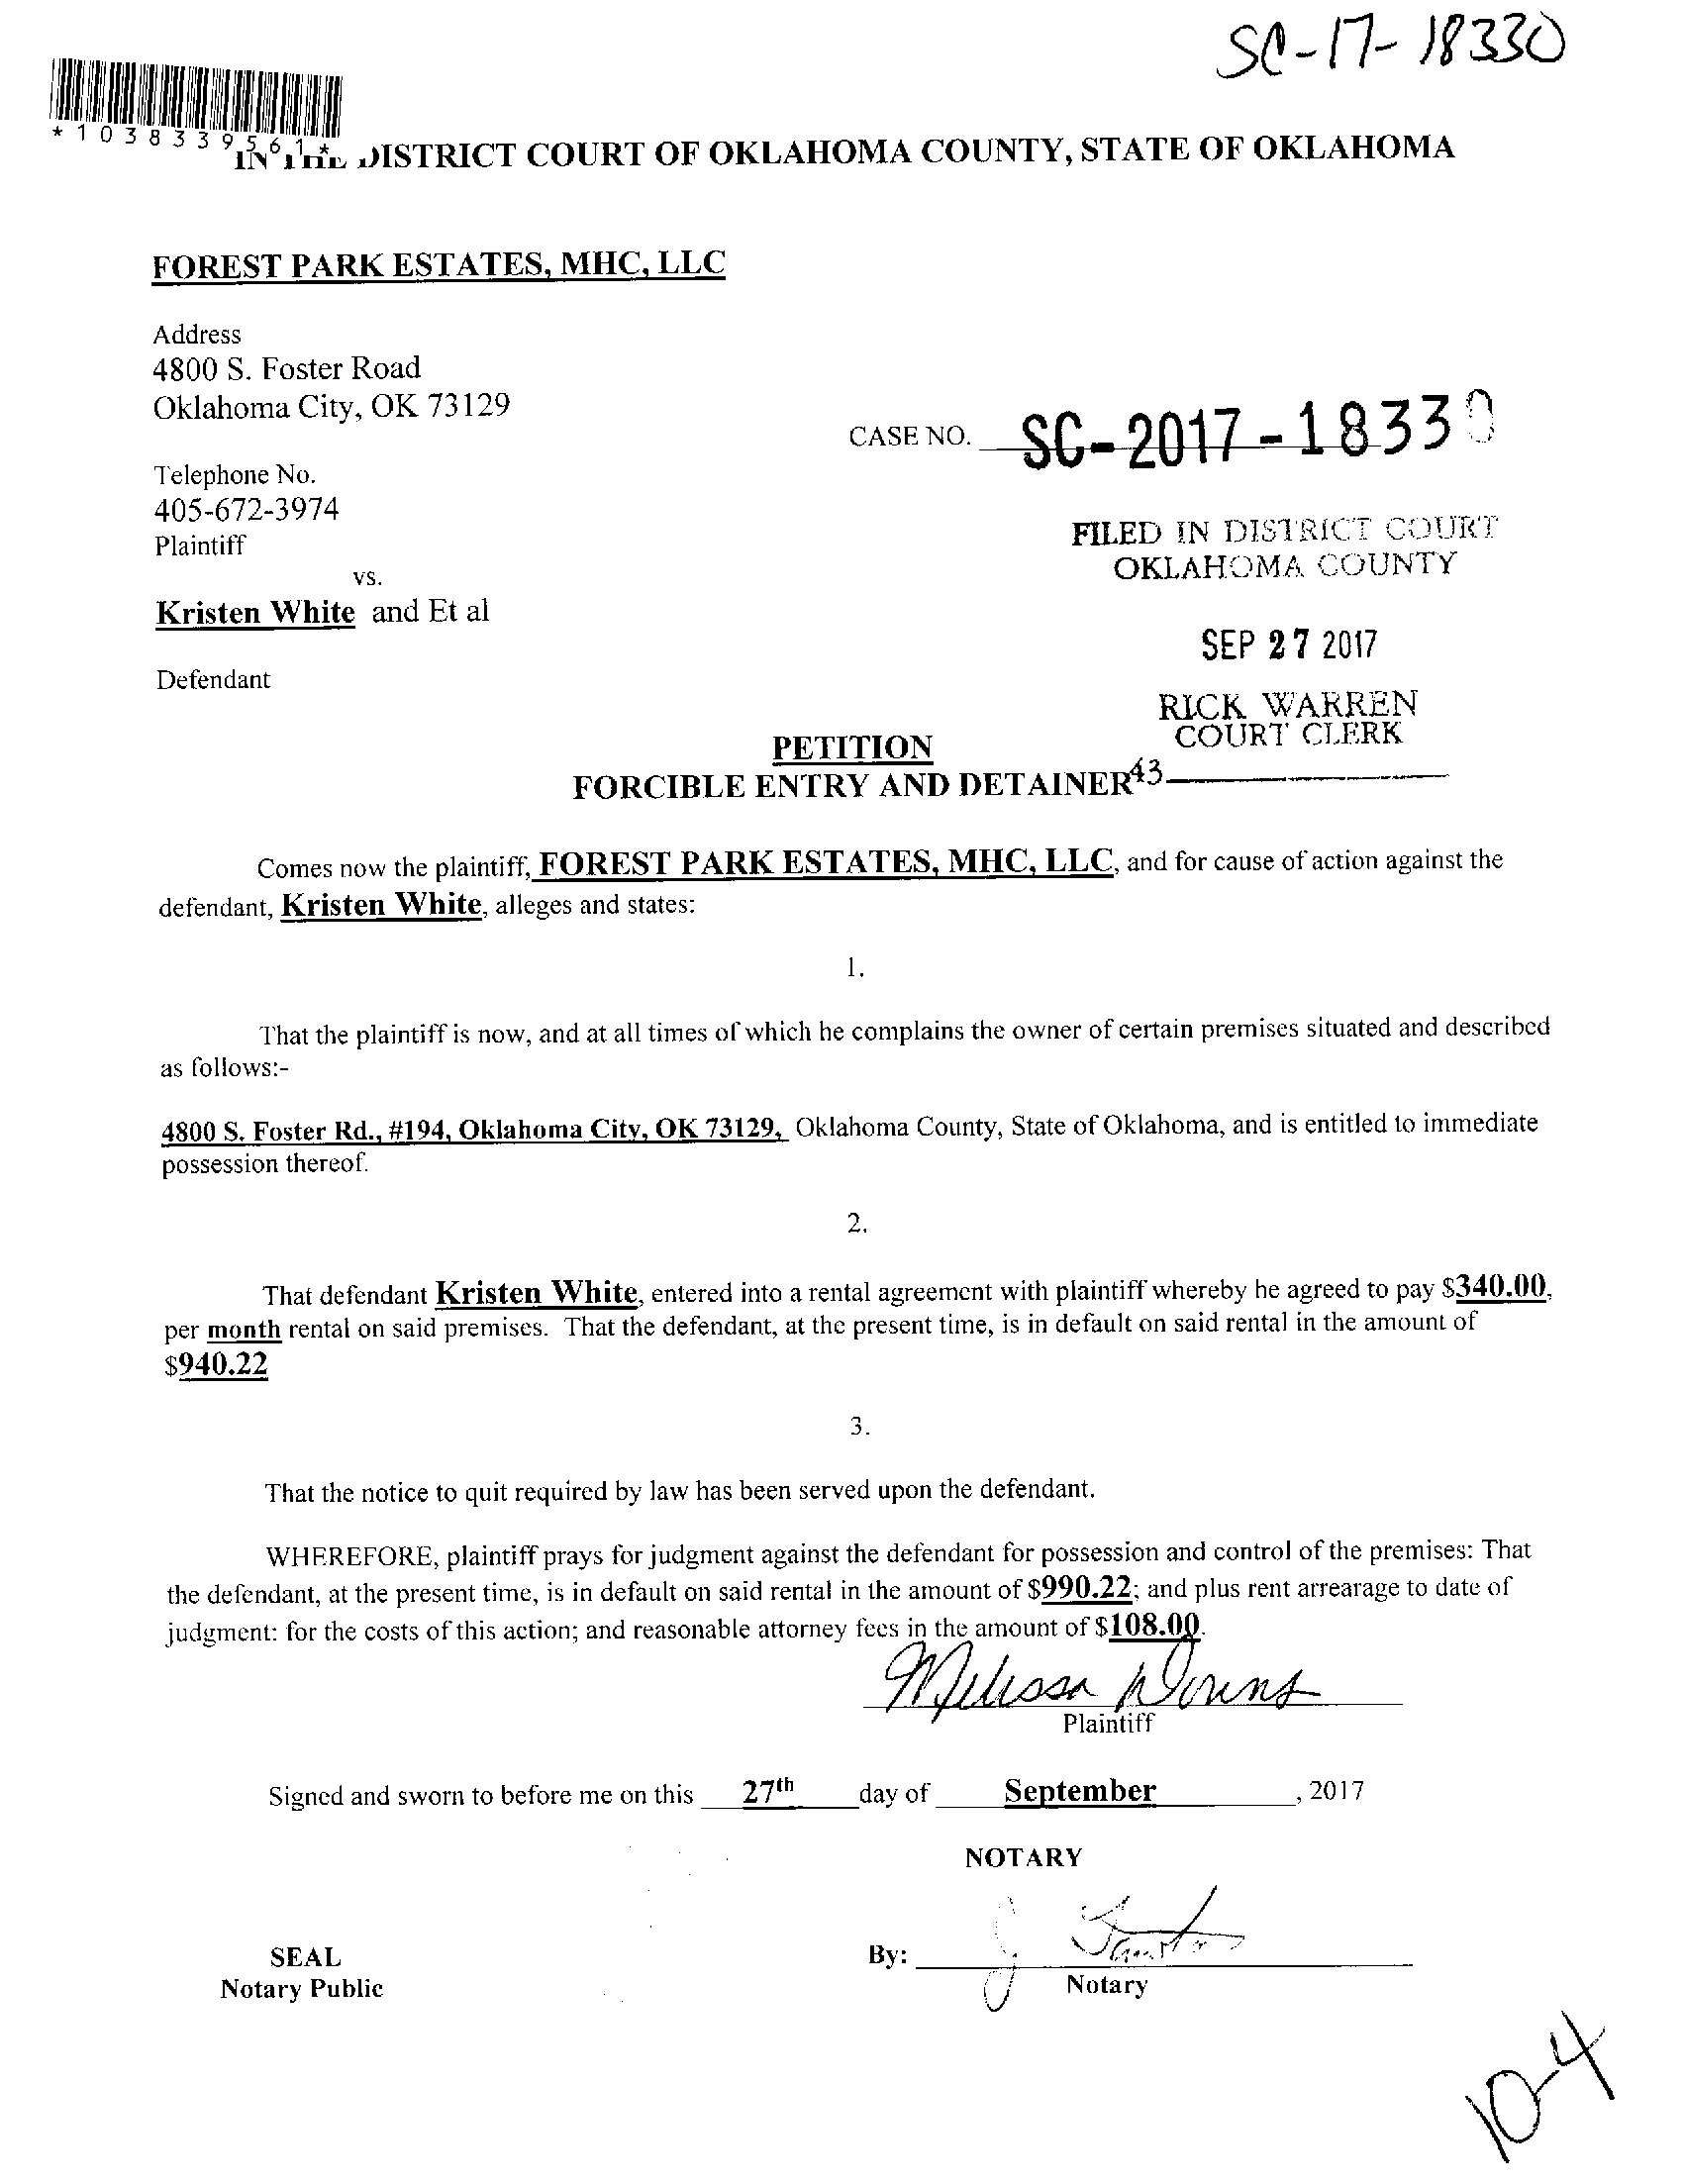 SC-17-18330
*1038339561*
IN THE DISTRICT COURT OF OKLAHOMA COUNTY, STATE OF OKLAHOMA
FOREST PARK ESTATES, MHC, LLC
Address
4800 S. Foster Road
Oklahoma City, OK 73129
CASE NO. SC-2017-18330
Telephone No.
405-672-3974
Plaintiff
FILED IN DISTRICT COURT
OKLAHOMA COUNTY
vs.
Kristen White and Et al
SEP 27 2017
Defendant
RICK WARREN
COURT CLERK
PETITION
FORCIBLE ENTRY AND DETAINER
43
Comes now the plaintiff, FOREST PARK ESTATES, MHC, LLC, and for cause of action against the
defendant, Kristen White, alleges and states:
1.
That the plaintiff is now, and at all times of which he complains the owner of certain premises situated and described
as follows:-
4800 S. Foster Rd., #194, Oklahoma City, OK 73129, Oklahoma County, State of Oklahoma, and is entitled to immediate
possession thereof.
2.
That defendant Kristen White, entered into a rental agreement with plaintiff whereby he agreed to pay $340.00,
per month rental on said premises. That the defendant, at the present time, is in default on said rental in the amount of
$940.22
3.
That the notice to quit required by law has been served upon the defendant.
WHEREFORE, plaintiff prays for judgment against the defendant for possession and control of the premises: That
the defendant, at the present time, is in default on said rental in the amount of $990.22; and plus rent arrearage to date of
judgment: for the costs of this action; and reasonable attorney fees in the amount of $108.00.
Melissa Downs
Plaintiff
Signed and sworn to before me on this 27th day of September, 2017
NOTARY
SEAL
Notary Public
By:
Notary
10-4